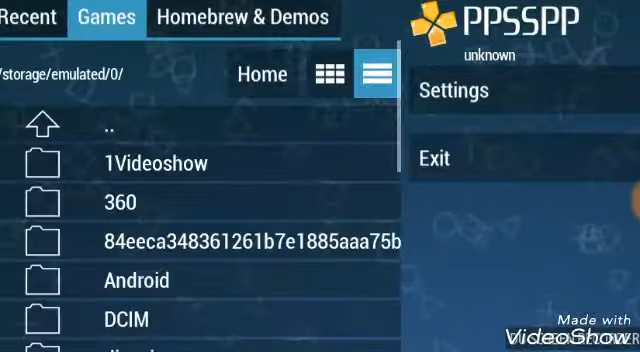 Recent Games Homebrew & Demos
PPSSPP
unknown
/storage/emulated/0/ Home
Settings
..
1Videoshow
Exit
360
84eeca348361261b7e1885aaa75b
Android
DCIM
Made with
VideoShow